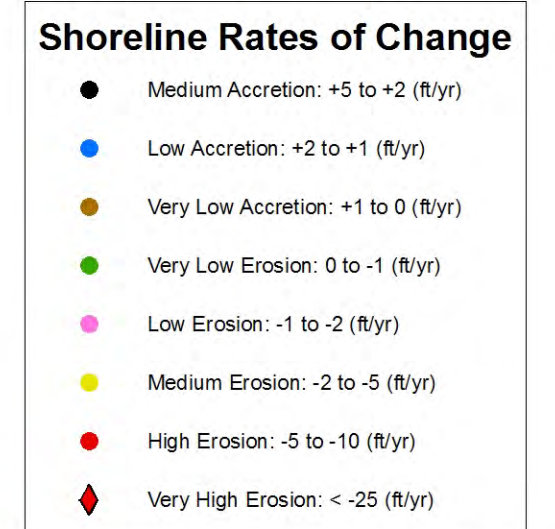 Shoreline Rates of Change
Medium Accretion: +5 to +2 (ft/yr)
Low Accretion: +2 to +1 (ft/yr)
Very Low Accretion: +1 to 0 (ft/yr)
Very Low Erosion: 0 to -1 (ft/yr)
Low Erosion: -1 to -2 (ft/yr)
Medium Erosion: -2 to -5 (ft/yr)
High Erosion: -5 to -10 (ft/yr)
Very High Erosion: < -25 (ft/yr)